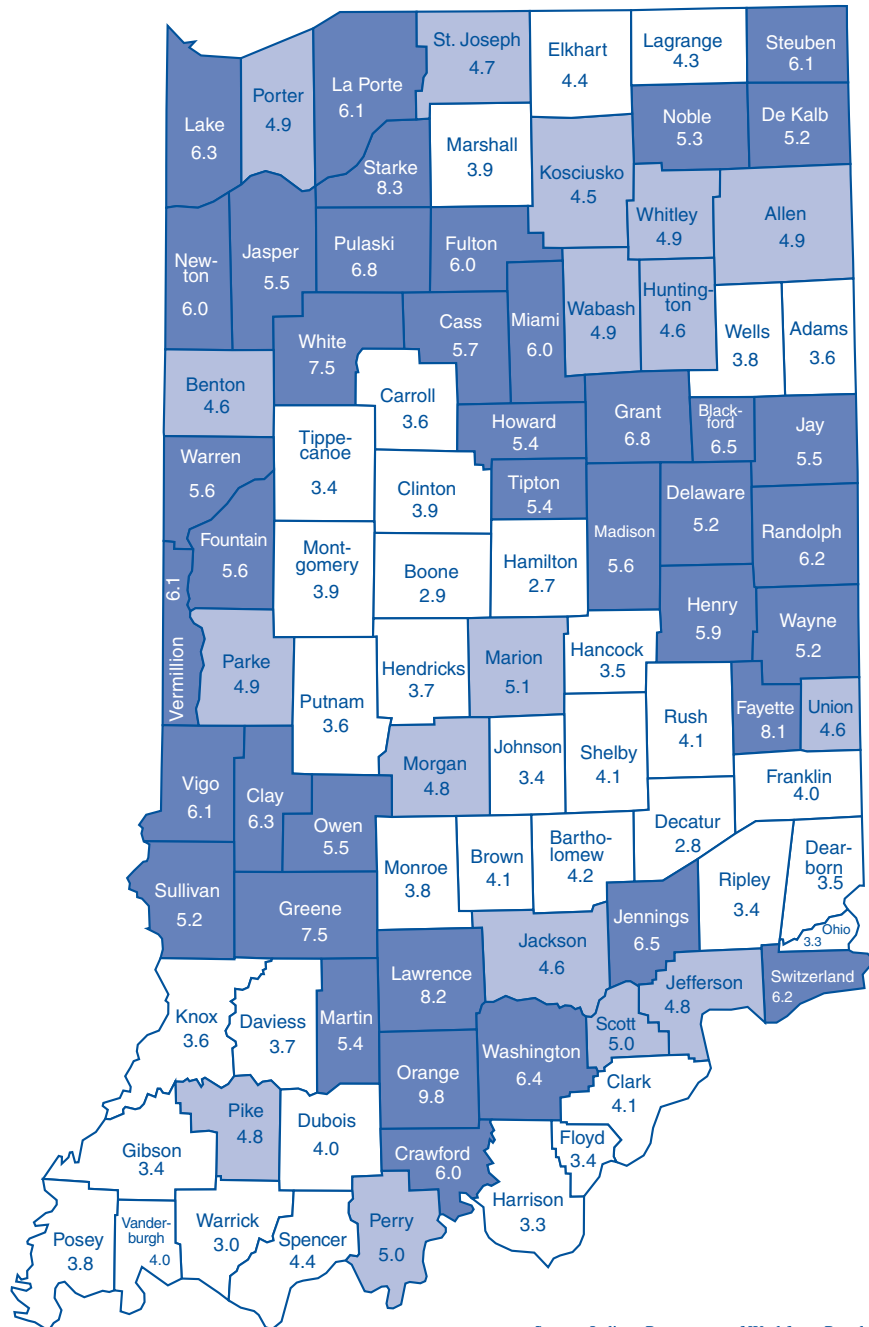 St. Joseph
4.7
Elkhart
4.4
Lagrange
4.3
Steuben
6.1
Lake
6.3
Porter
4.9
La Porte
6.1
Noble
5.3
De Kalb
5.2
Starke
8.3
Marshall
3.9
Kosciusko
4.5
Whitley
4.9
Allen
4.9
New-
ton
6.0
Jasper
5.5
Pulaski
6.8
Fulton
6.0
White
7.5
Cass
5.7
Miami
6.0
Wabash
4.9
Hunting-
ton
4.6
Wells
3.8
Adams
3.6
Benton
4.6
Carroll
3.6
Howard
5.4
Grant
6.8
Black-
ford
6.5
Jay
5.5
Warren
5.6
Tippe-
canoe
3.4
Clinton
3.9
Tipton
5.4
Madison
5.6
Delaware
5.2
Randolph
6.2
Fountain
5.6
Mont-
gomery
3.9
Boone
2.9
Hamilton
2.7
Henry
5.9
Wayne
5.2
Vermillion
6.1
Parke
4.9
Putnam
3.6
Hendricks
3.7
Marion
5.1
Hancock
3.5
Rush
4.1
Fayette
8.1
Union
4.6
Vigo
6.1
Clay
6.3
Owen
5.5
Morgan
4.8
Johnson
3.4
Shelby
4.1
Decatur
2.8
Franklin
4.0
Sullivan
5.2
Greene
7.5
Monroe
3.8
Brown
4.1
Bartho-
lomew
4.2
Jennings
6.5
Ripley
3.4
Dear-
born
3.5
Ohio
3.3
Knox
3.6
Daviess
3.7
Martin
5.4
Lawrence
8.2
Jackson
4.6
Scott
5.0
Jefferson
4.8
Switzerland
6.2
Orange
9.8
Washington
6.4
Clark
4.1
Gibson
3.4
Pike
4.8
Dubois
4.0
Crawford
6.0
Floyd
3.4
Harrison
3.3
Posey
3.8
Vander-
burgh
4.0
Warrick
3.0
Spencer
4.4
Perry
5.0